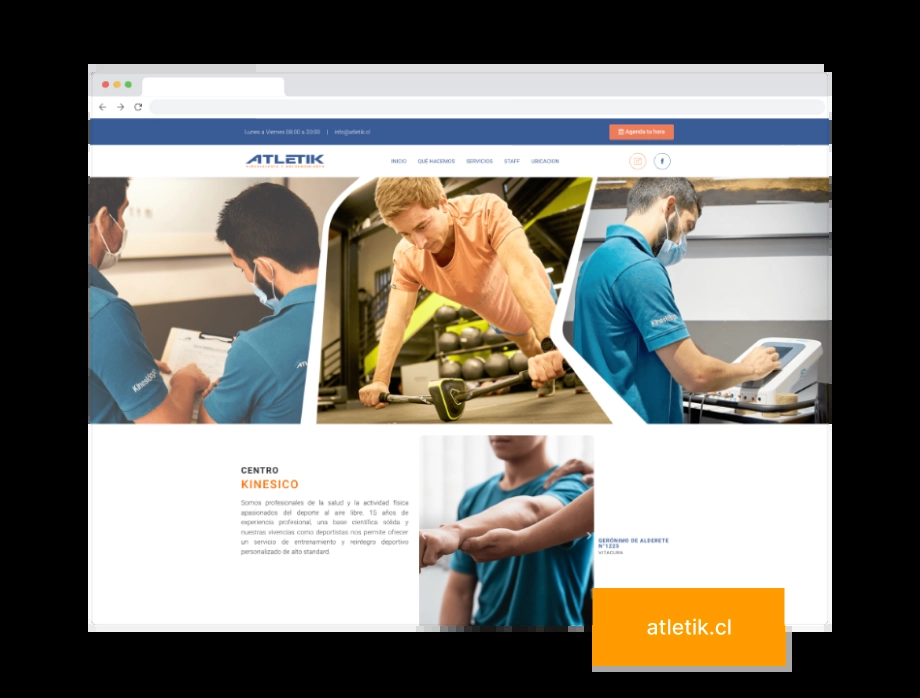 Lunes a Viernes 08:00 a 20:00 | info@atletik.cl
Agenda tu hora
ATLETIK
INICIO QUÉ HACEMOS SERVICIOS STAFF UBICACION
f
CENTRO
KINESICO
Somos profesionales de la salud y la actividad física
apasionados del deporte al aire libre. 15 años de
experiencia profesional, una base científica sólida y
nuestras vivencias como deportistas nos permite ofrecer
un servicio de entrenamiento y reintegro deportivo
personalizado de alto standard.
GERÓNIMO DE ALDERETE
N°1223
VITACURA
atletik.cl